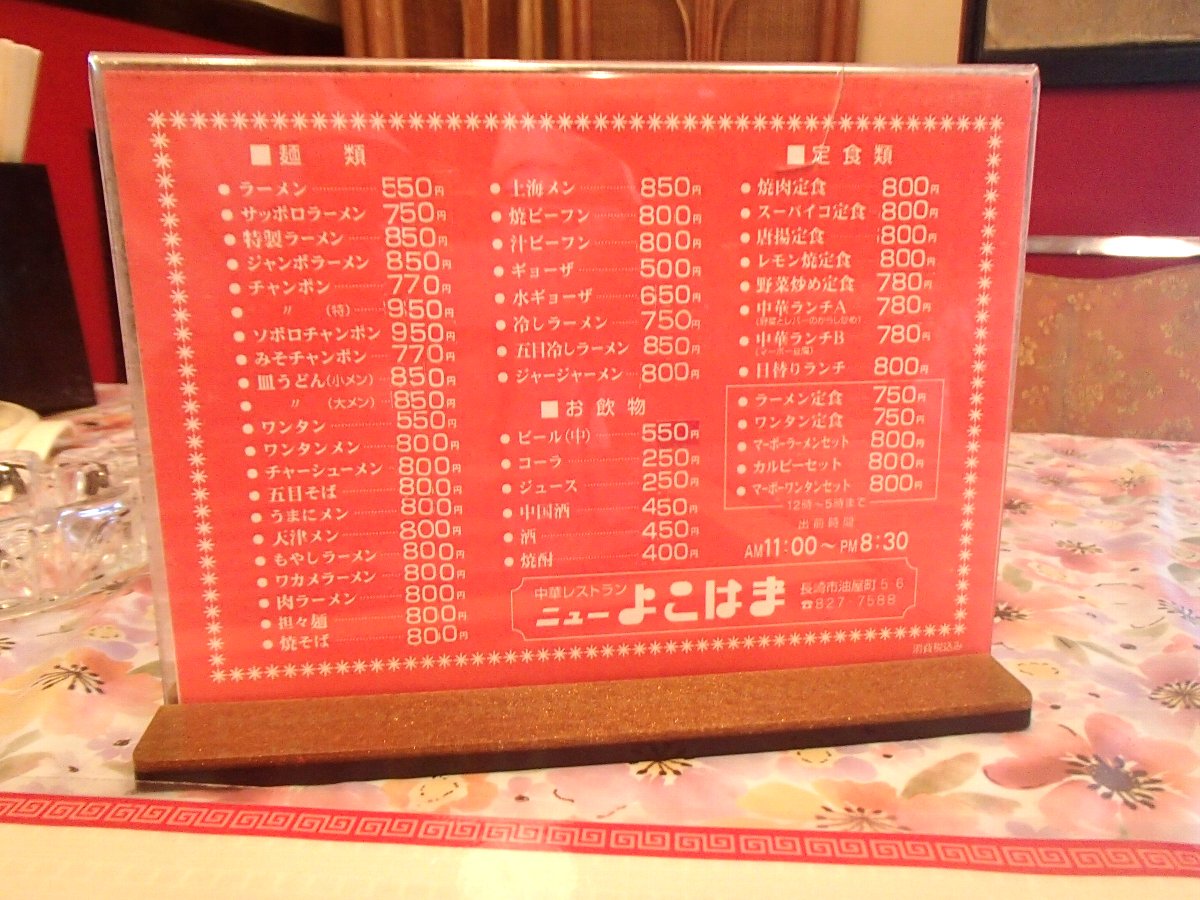 ■麺 類
●ラーメン 550円
●サッポロラーメン 750円
●特製ラーメン 850円
●ジャンボラーメン 850円
●チャンポン 770円
● 〃 (特) 950円
●ソボロチャンポン 950円
●みそチャンポン 770円
●皿うどん(小メン) 850円
● 〃 (大メン) 850円
●ワンタン 550円
●ワンタンメン 800円
●チャーシューメン 800円
●五目そば 800円
●うまにメン 800円
●天津メン 800円
●もやしラーメン 800円
●ワカメラーメン 800円
●肉ラーメン 800円
●担々麺 800円
●焼そば 800円
●上海メン 850円
●焼ビーフン 800円
●汁ビーフン 800円
●ギョーザ 500円
●水ギョーザ 650円
●冷しラーメン 750円
●五目冷しラーメン 850円
●ジャージャーメン 800円
■お飲物
●ビール(中) 550円
●コーラ 250円
●ジュース 250円
●中国酒 450円
●酒 450円
●焼酎 400円
■定食類
●焼肉定食 800円
●スーパイコ定食 800円
●唐揚定食 800円
●レモン焼定食 800円
●野菜炒め定食 780円
●中華ランチA 780円
(野菜とレバーのからし炒め)
●中華ランチB 780円
(マーボー豆腐)
●日替りランチ 800円
●ラーメン定食 750円
●ワンタン定食 750円
●マーボーラーメンセット 800円
●カルビーセット 800円
●マーボーワンタンセット 800円
12時〜5時まで
出前時間
AM11:00〜PM8:30
中華レストラン
ニューよこはま
長崎市油屋町5 6
☎827 7588
消費税込み